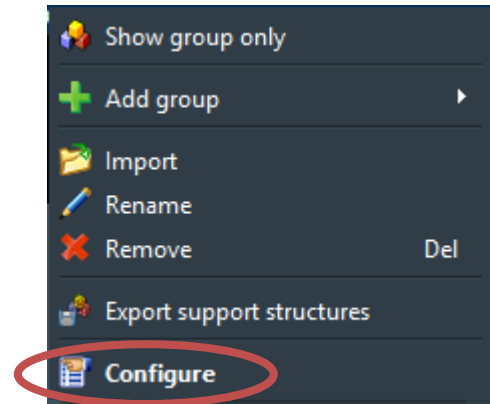 Show group only
Add group
Import
Rename
Remove Del
Export support structures
Configure